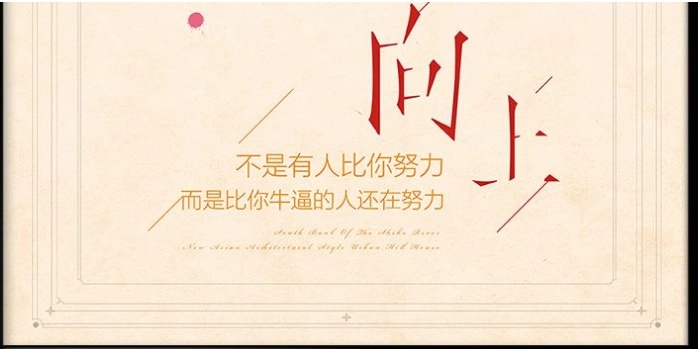 向上
不是有人比你努力
而是比你牛逼的人还在努力
South Bank Of The Shihe River
New Asian Architectural Style Urban Hill House